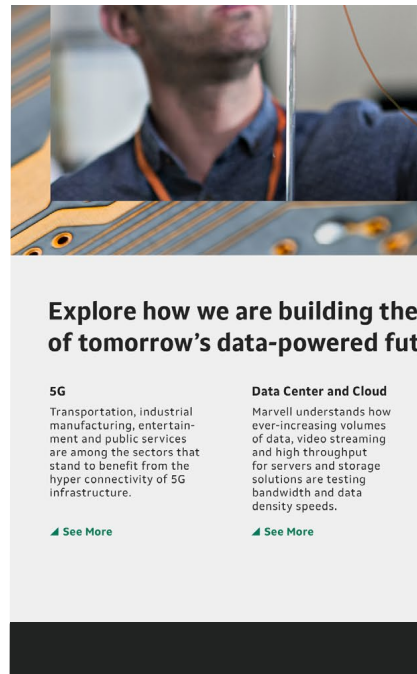 Explore how we are building the
of tomorrow’s data-powered fut
5G
Transportation, industrial
manufacturing, entertain-
ment and public services
are among the sectors that
stand to benefit from the
hyper connectivity of 5G
infrastructure.
See More
Data Center and Cloud
Marvell understands how
ever-increasing volumes
of data, video streaming
and high throughput
for servers and storage
solutions are testing
bandwidth and data
density speeds.
See More